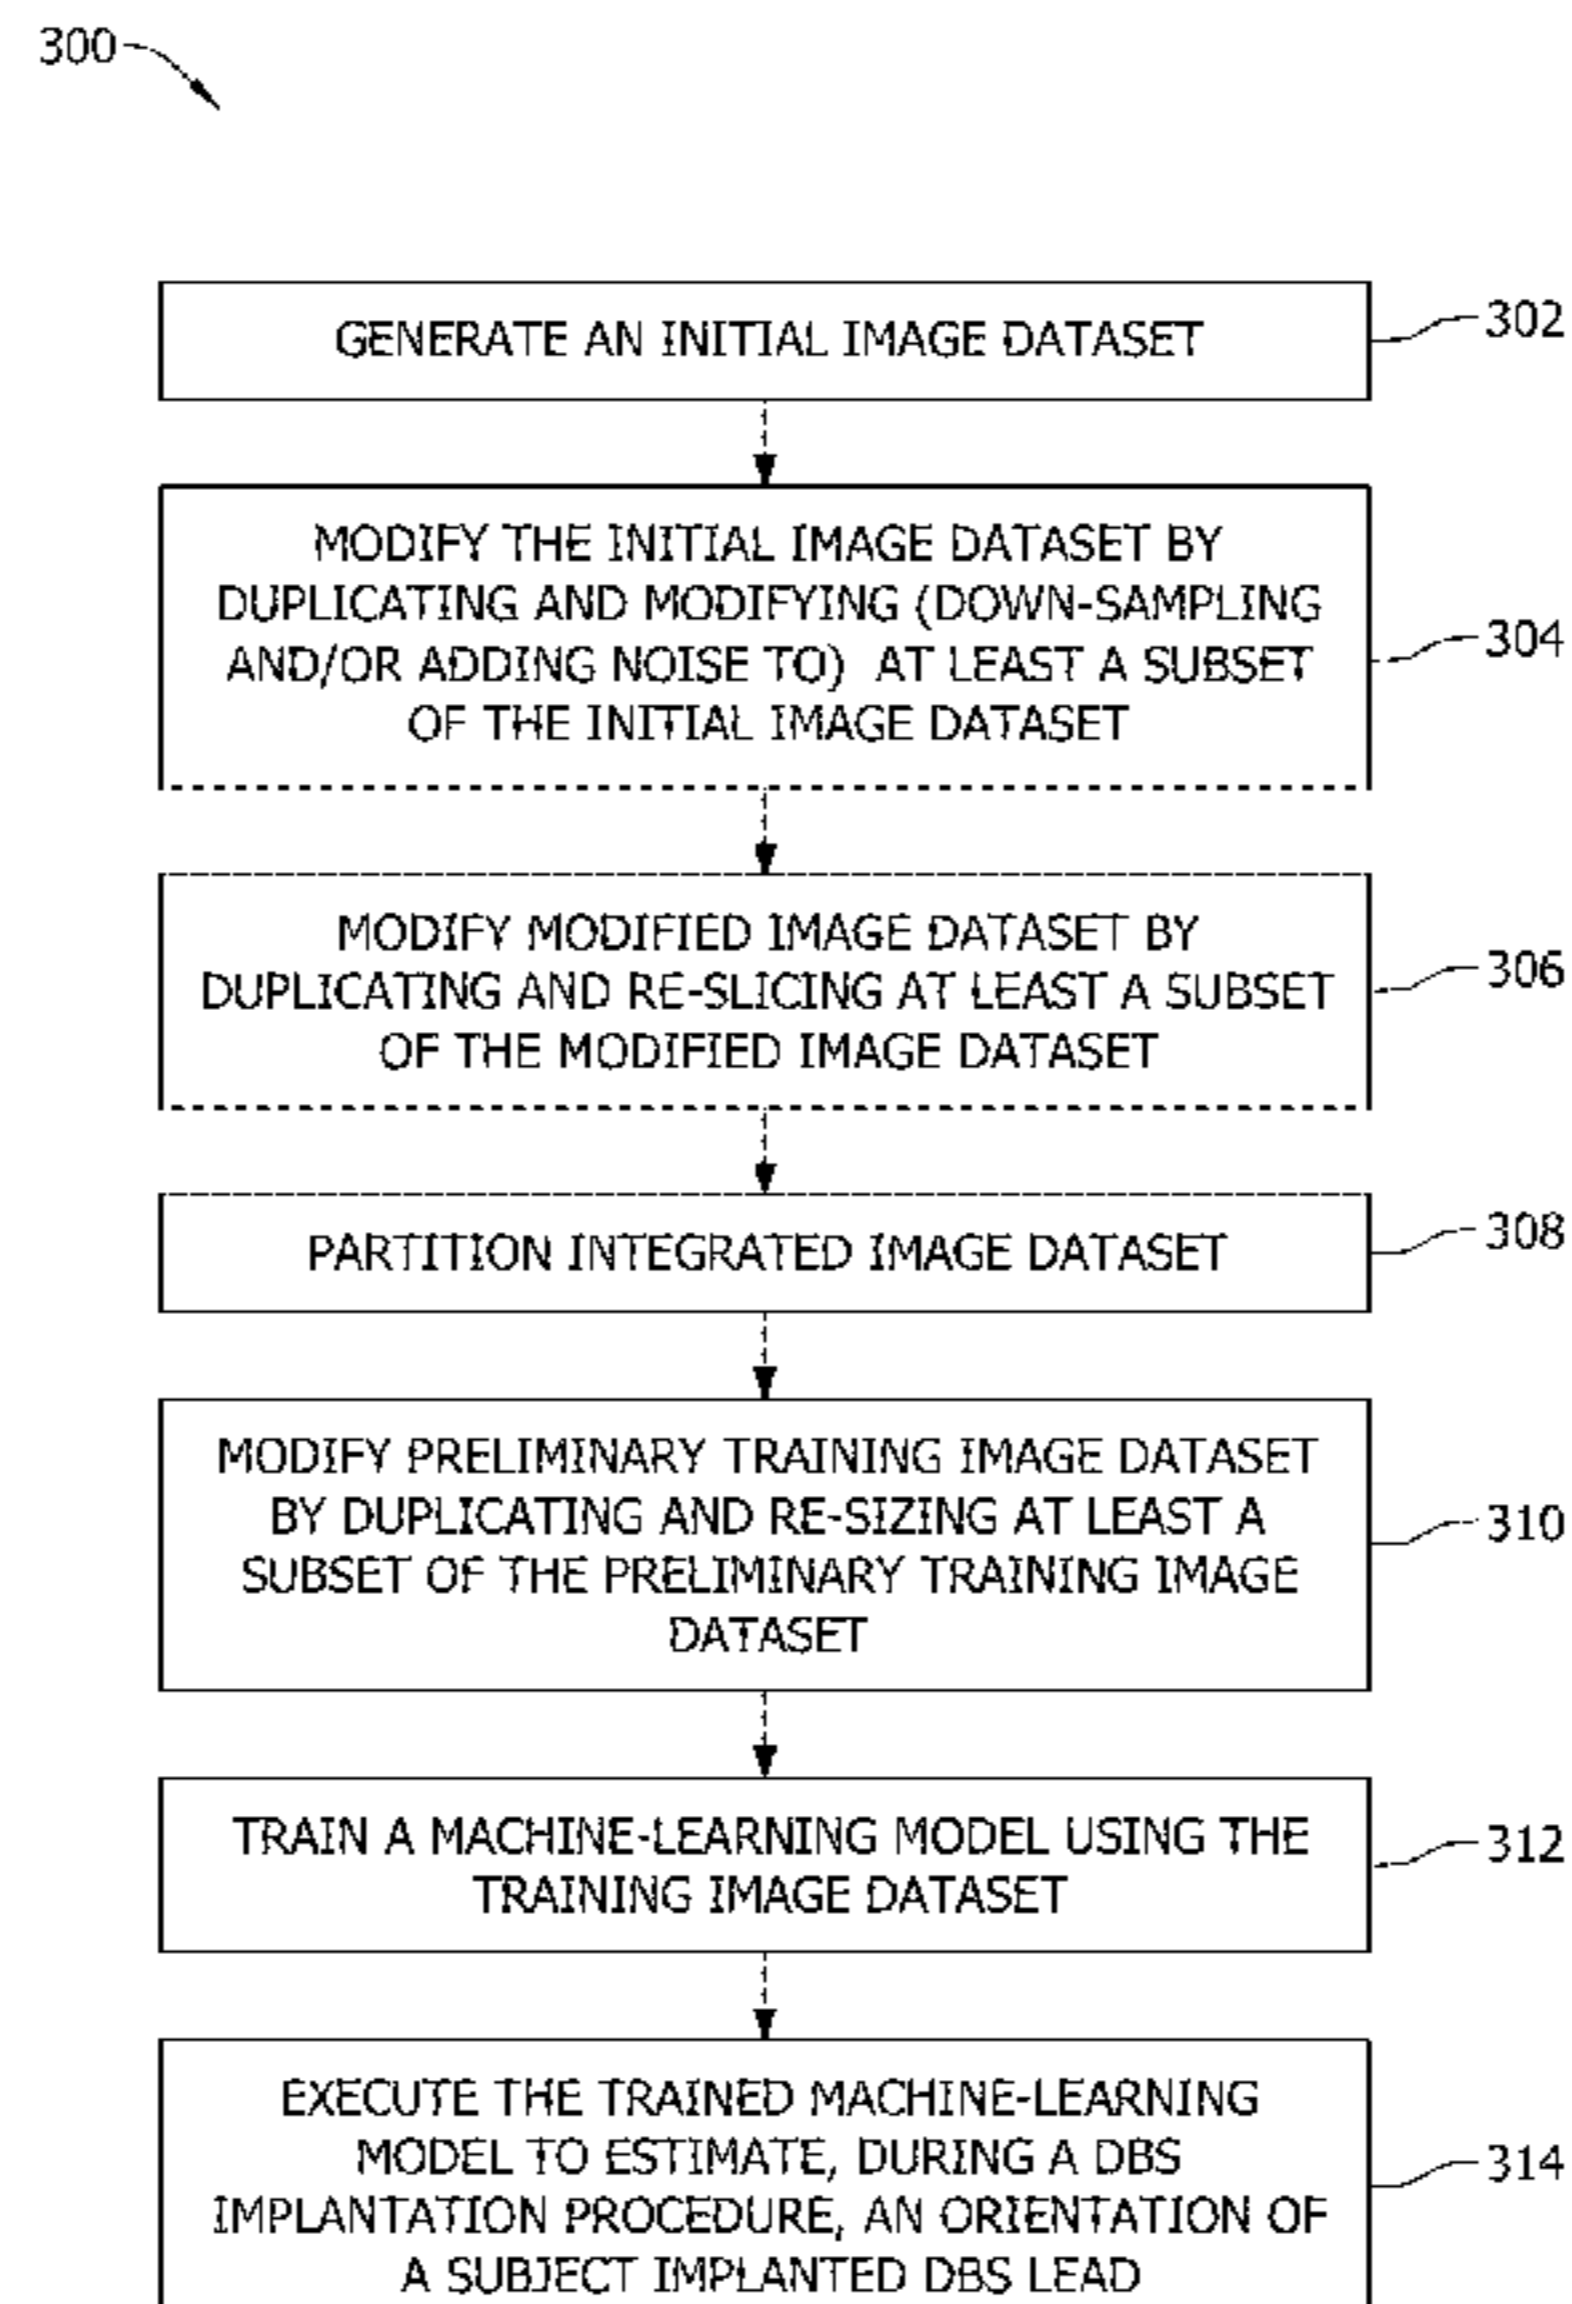 300
GENERATE AN INITIAL IMAGE DATASET
302
MODIFY THE INITIAL IMAGE DATASET BY
DUPLICATING AND MODIFYING (DOWN-SAMPLING
AND/OR ADDING NOISE TO) AT LEAST A SUBSET
OF THE INITIAL IMAGE DATASET
304
MODIFY MODIFIED IMAGE DATASET BY
DUPLICATING AND RE-SLICING AT LEAST A SUBSET
OF THE MODIFIED IMAGE DATASET
306
PARTITION INTEGRATED IMAGE DATASET
308
MODIFY PRELIMINARY TRAINING IMAGE DATASET
BY DUPLICATING AND RE-SIZING AT LEAST A
SUBSET OF THE PRELIMINARY TRAINING IMAGE
DATASET
310
TRAIN A MACHINE-LEARNING MODEL USING THE
TRAINING IMAGE DATASET
312
EXECUTE THE TRAINED MACHINE-LEARNING
MODEL TO ESTIMATE, DURING A DBS
IMPLANTATION PROCEDURE, AN ORIENTATION OF
A SUBJECT IMPLANTED DBS LEAD
314